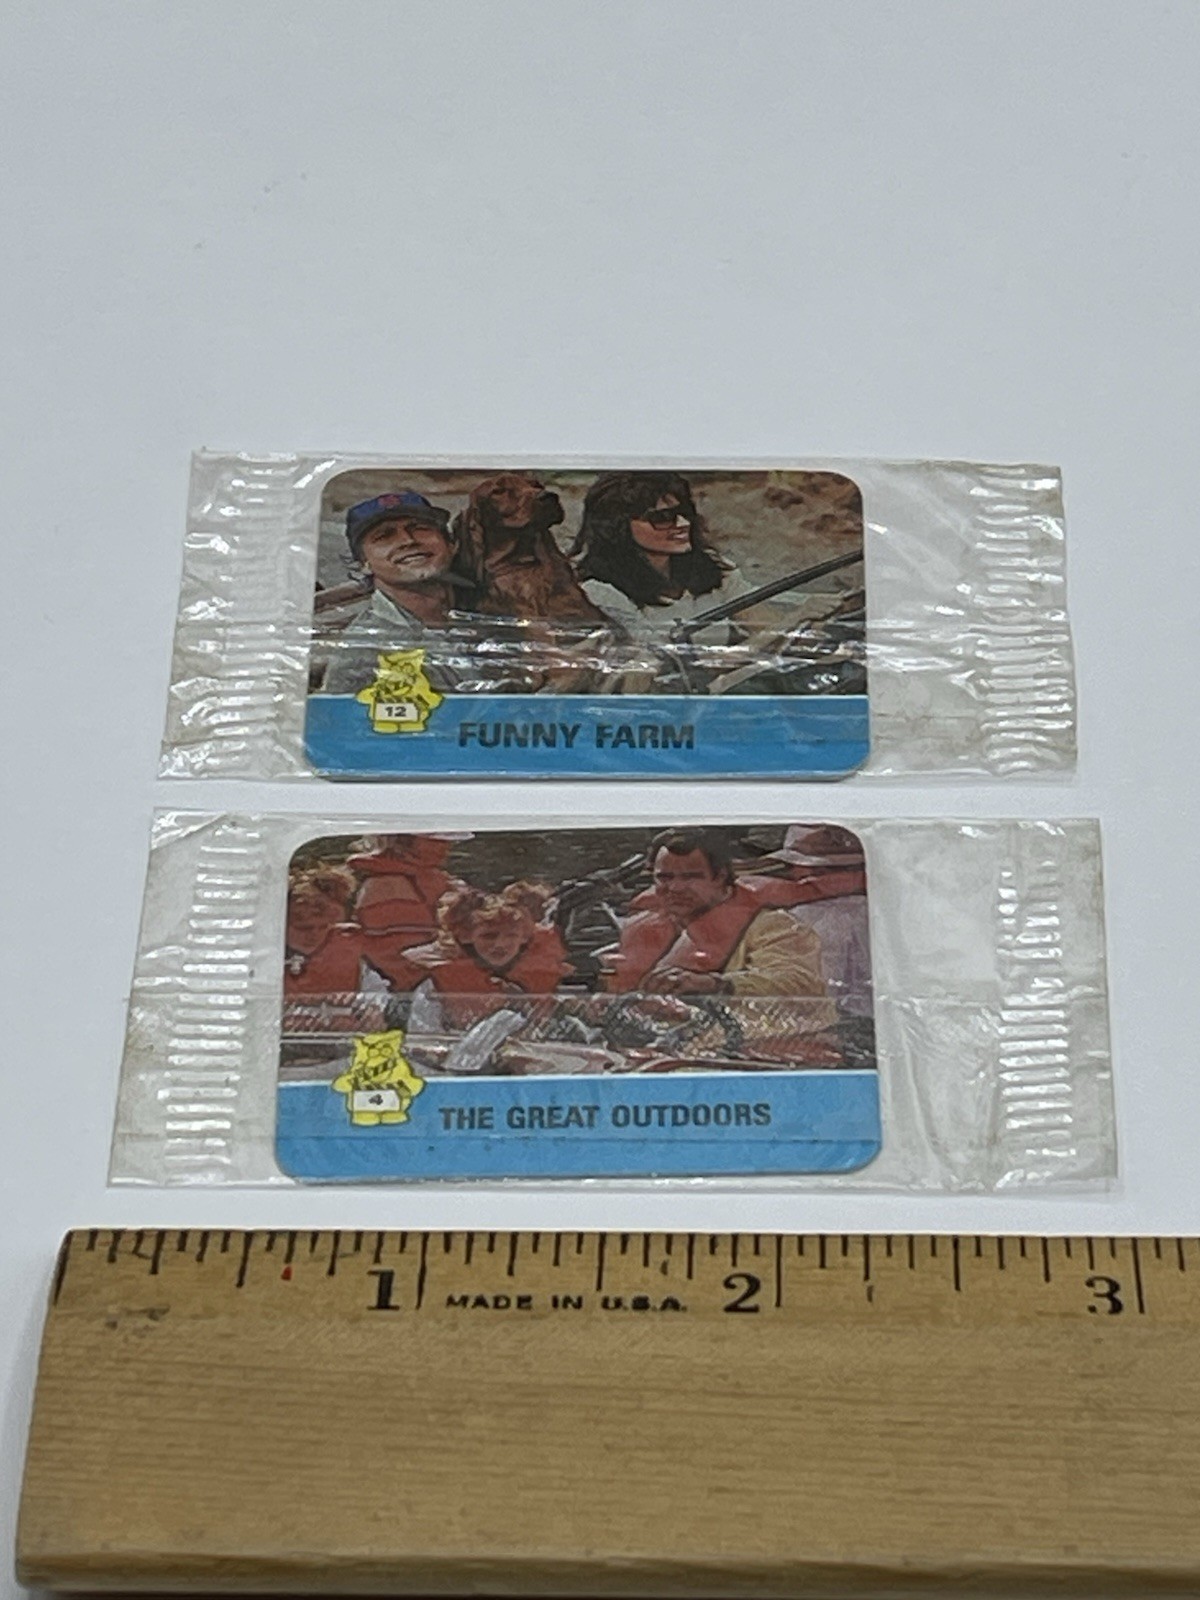 12
FUNNY FARM
4
THE GREAT OUTDOORS
1 MADE IN U.S.A. 2 3